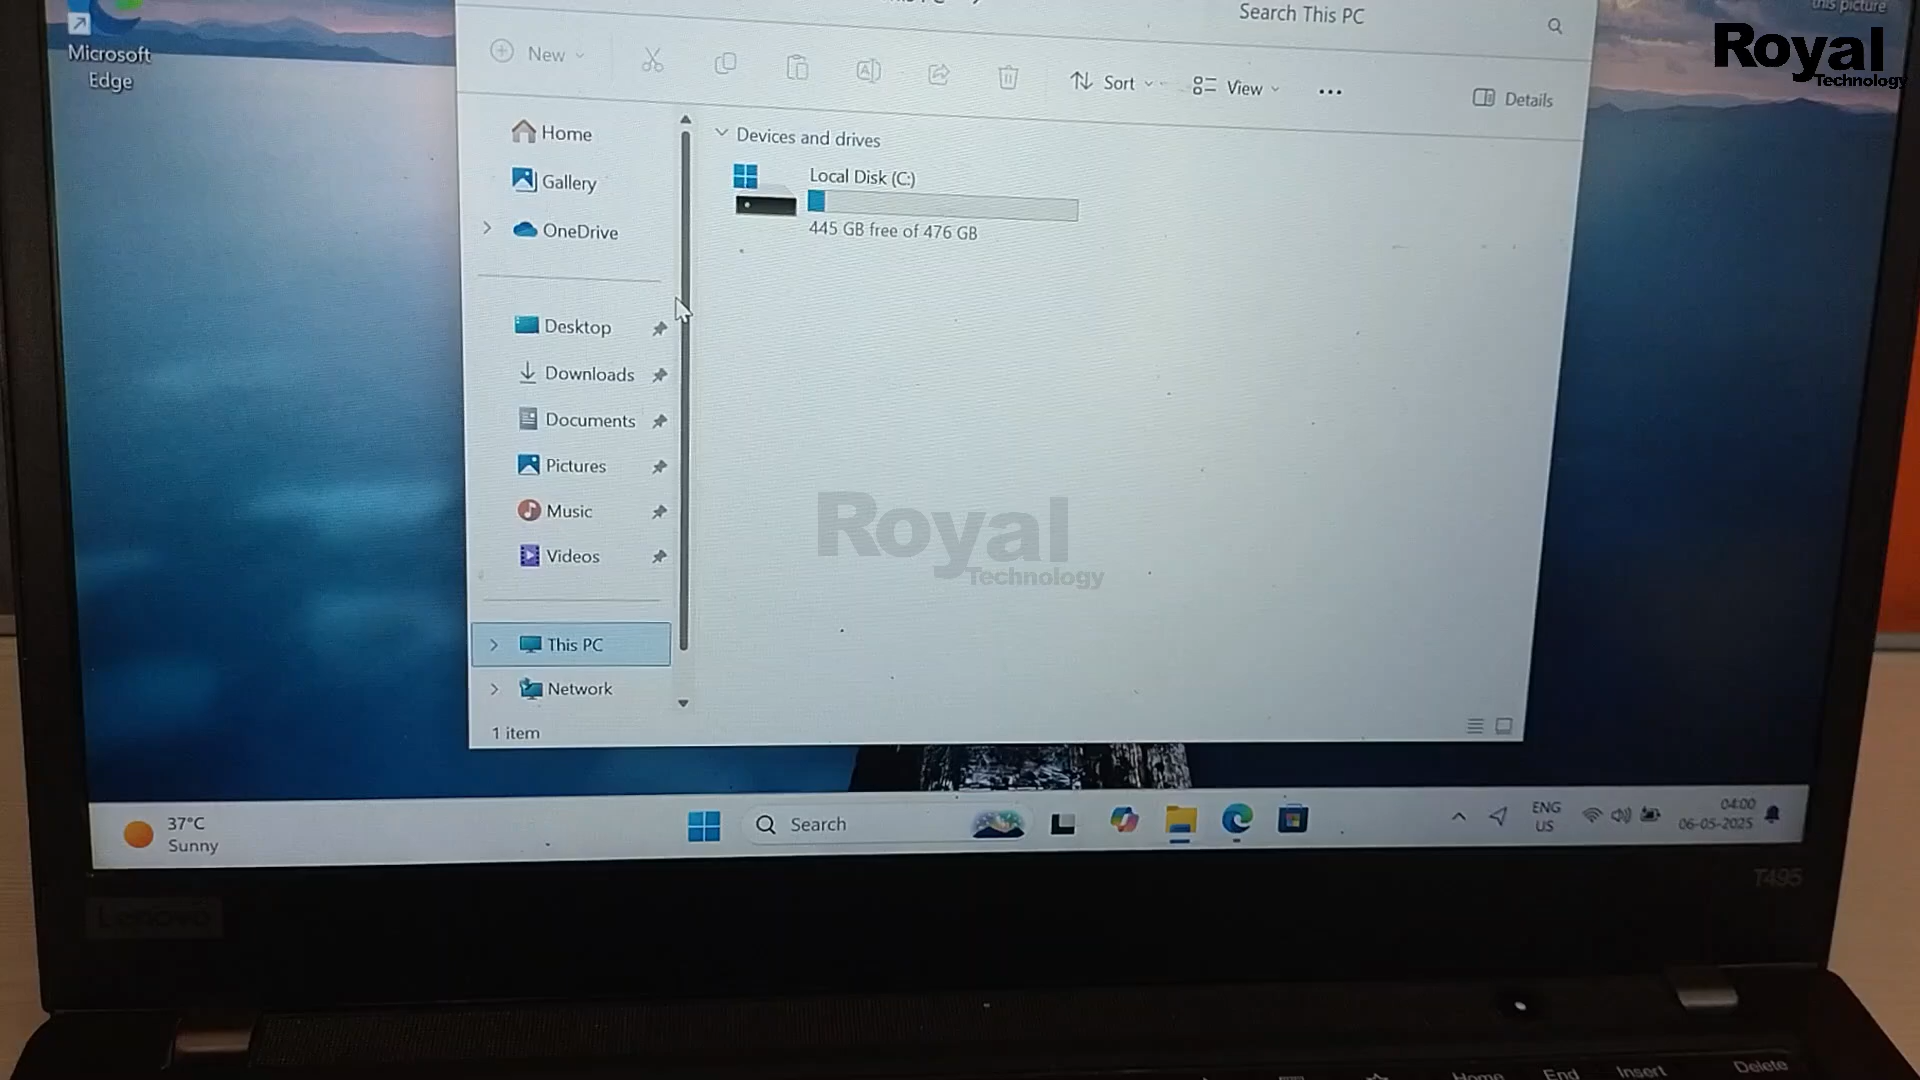 this picture
Royal
Technology
Microsoft
Edge
Search This PC
New
Sort
View
Details
Home
Gallery
OneDrive
Desktop
Downloads
Documents
Pictures
Music
Videos
This PC
Network
1 item
Devices and drives
Local Disk (C:)
445 GB free of 476 GB
Royal
Technology
37°C
Sunny
Search
ENG
US
04:00
06-05-2025
T495
Lenovo
Home
End
Insert
Delete